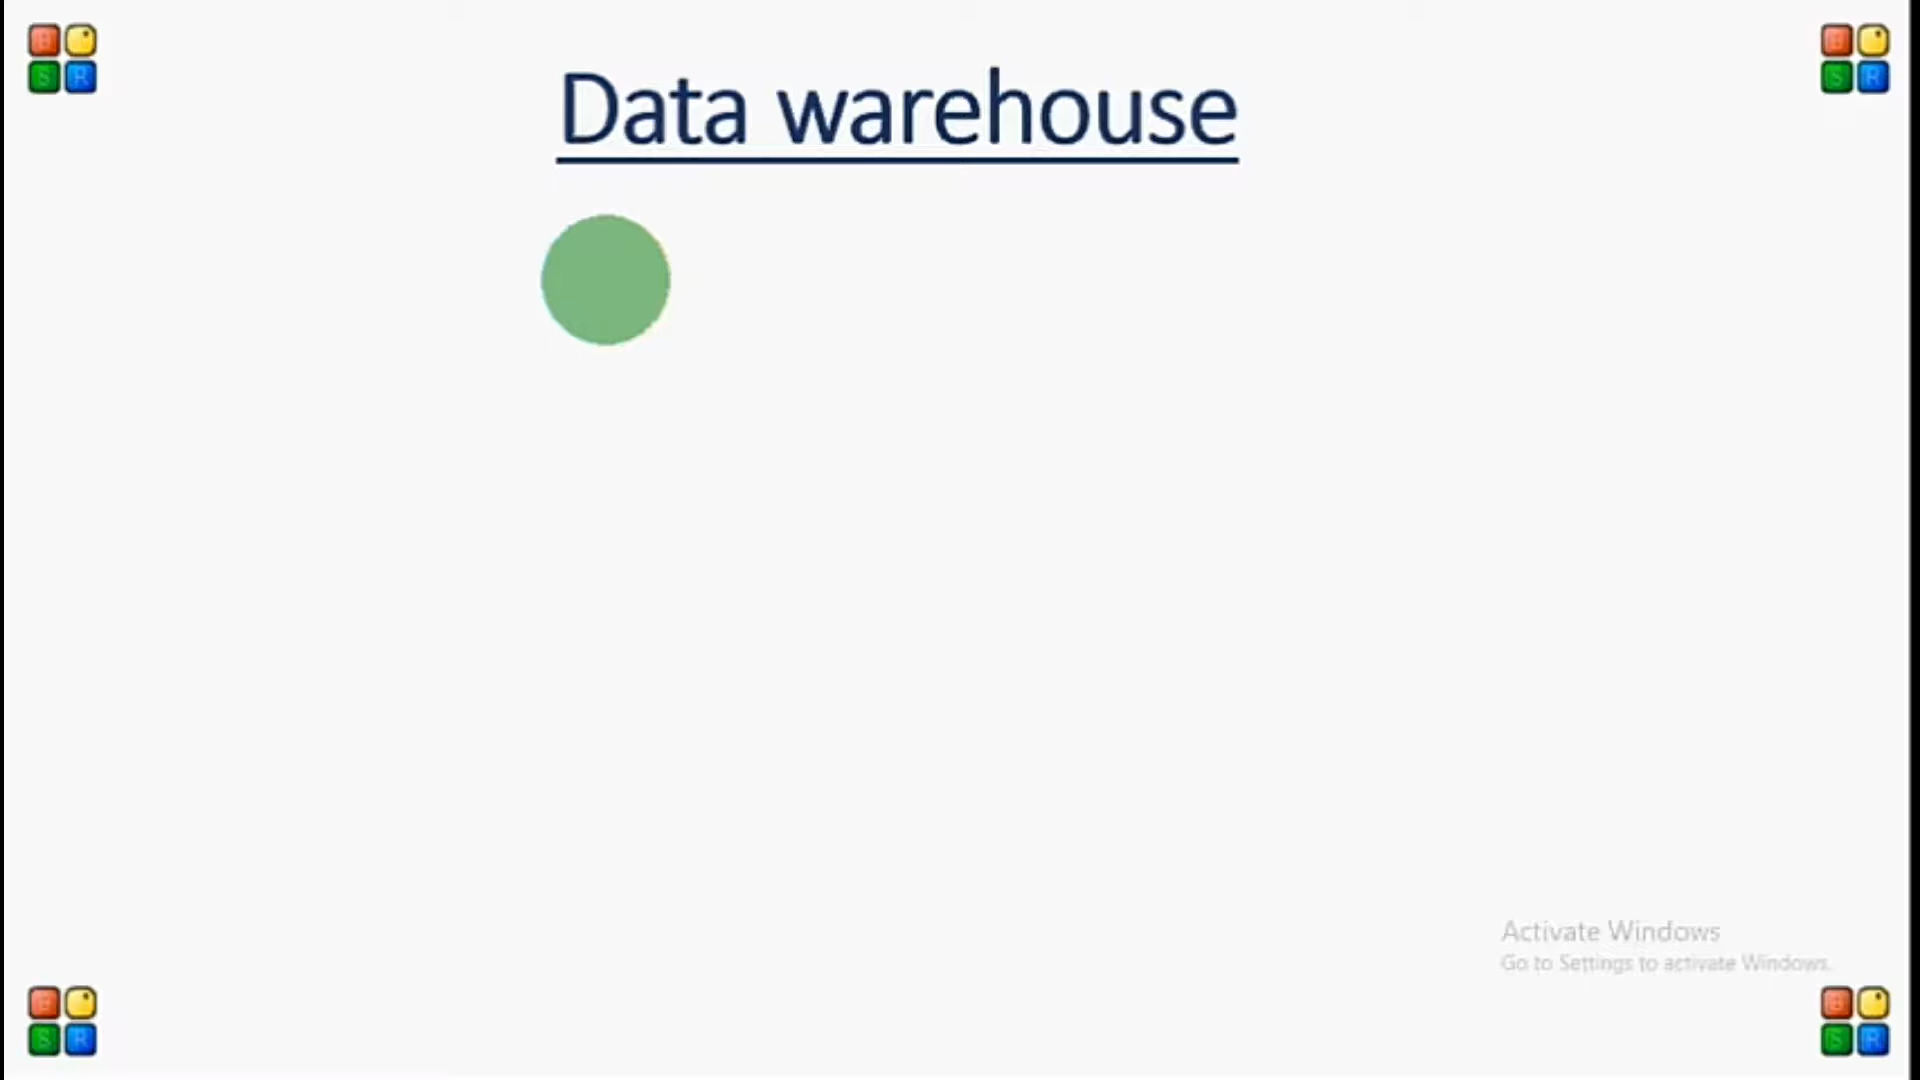 Data warehouse
Activate Windows
Go to Settings to activate Windows.